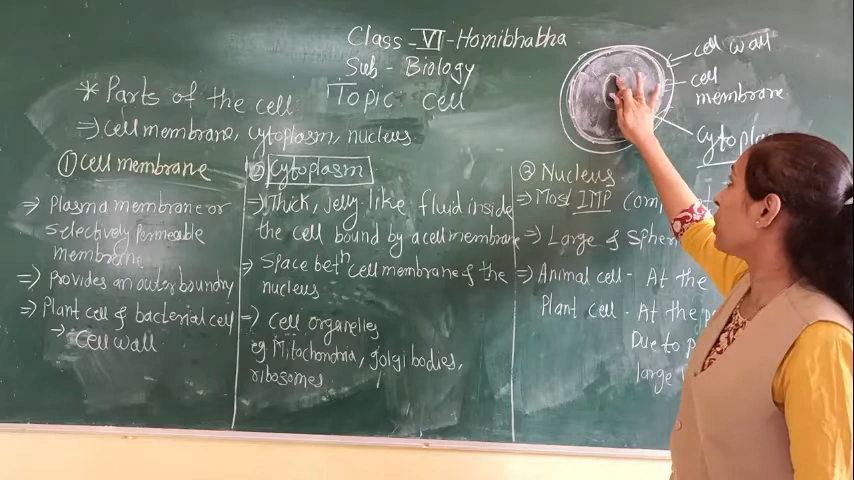 Class - VI - Homibhabha
Sub - Biology
Topic Cell
* Parts of the cell
⇒ Cell membrane, cytoplasm, nucleus
① Cell membrane
⇒ Plasma membrane or
selectively permeable
membrane
⇒ Provides an outer boundry
⇒ Plant cell & bacterial cell
→ Cell wall
② Cytoplasm
⇒ Thick, jelly-like fluid inside
the cell bound by a cell membrane
⇒ Space betn cell membrane & the
nucleus
⇒ Cell organelles
eg Mitochondria, golgi bodies,
ribosomes
③ Nucleus
⇒ Most IMP
⇒ Large &
⇒ Animal cell - At the
Plant cell - At the
Due to
large
cell wall
cell
membrane